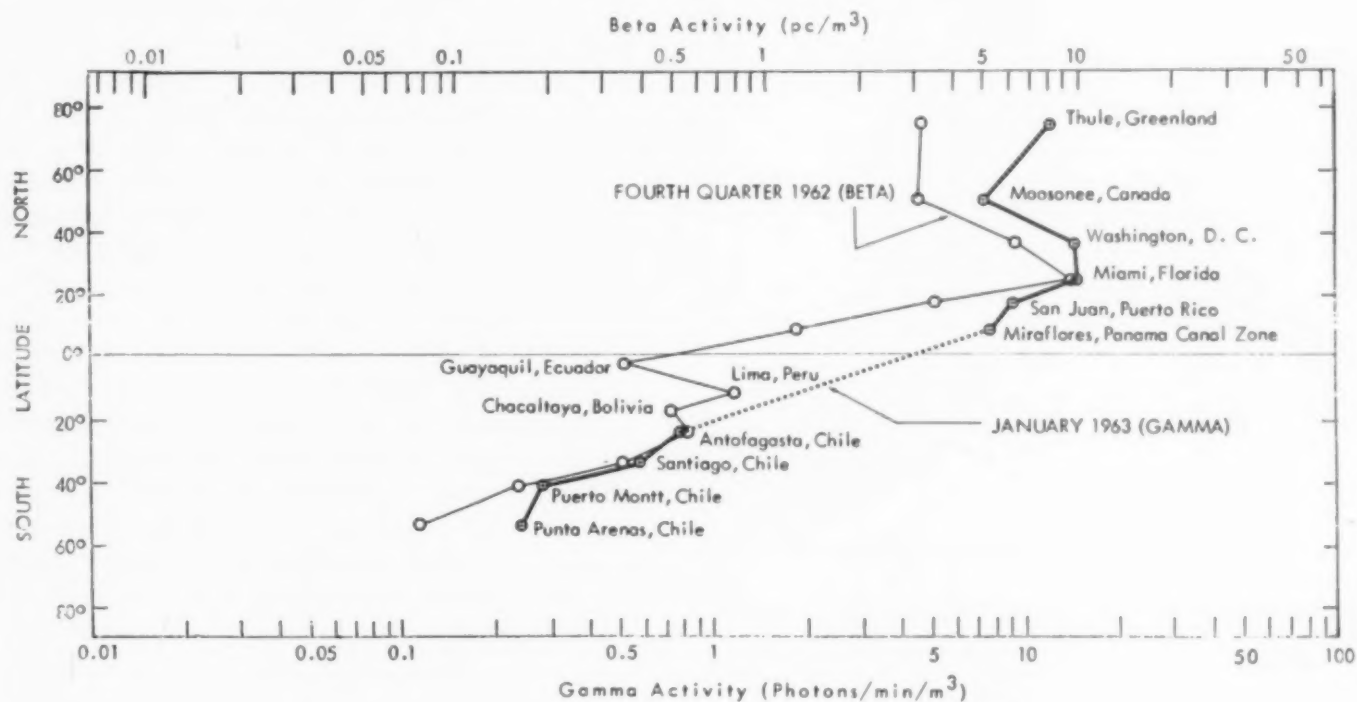 Beta Activity (pc/m³)
0.01 0.05 0.1 0.5 1 5 10 50
80°
60°
40°
20°
0°
20°
40°
60°
80°
NORTH
LATITUDE
SOUTH
Thule, Greenland
FOURTH QUARTER 1962 (BETA)
Moosonee, Canada
Washington, D. C.
Miami, Florida
San Juan, Puerto Rico
Miraflores, Panama Canal Zone
Guayaquil, Ecuador
Lima, Peru
Chacaltaya, Bolivia
JANUARY 1963 (GAMMA)
Antofagasta, Chile
Santiago, Chile
Puerto Montt, Chile
Punta Arenas, Chile
0.01 0.05 0.1 0.5 1 5 10 50 100
Gamma Activity (Photons/min/m³)